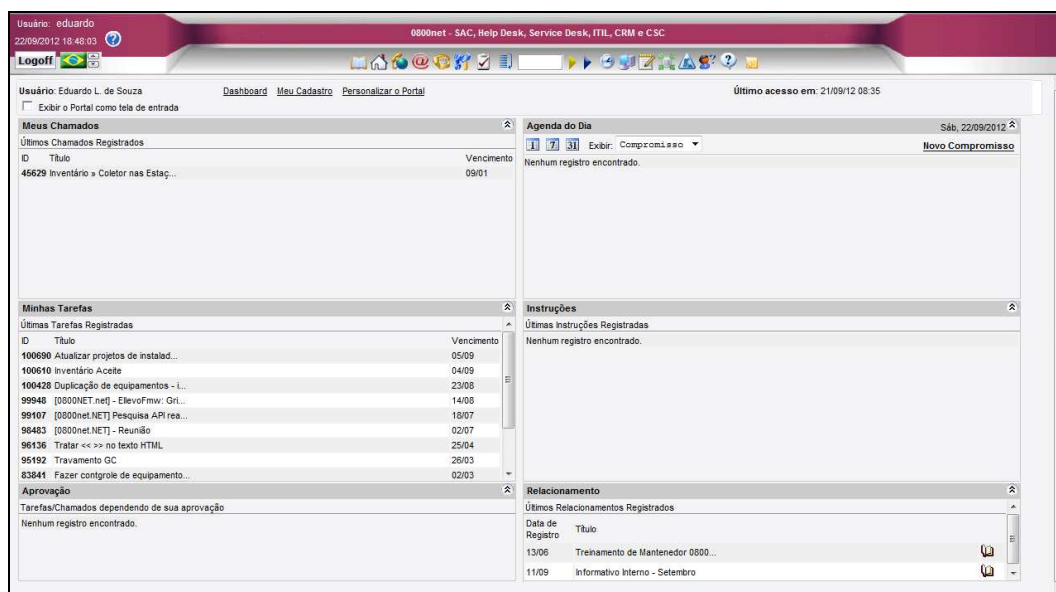 Usuário: eduardo
22/09/2012 18:48:03
0800net - SAC, Help Desk, Service Desk, ITIL, CRM e CSC
Logoff
Usuário: Eduardo L. de Souza Dashboard Meu Cadastro Personalizar o Portal Último acesso em: 21/09/12 08:35
Exibir o Portal como tela de entrada
Meus Chamados
Últimos Chamados Registrados
ID Título Vencimento
45629 Inventário » Coletor nas Estaç... 09/01
Agenda do Dia Sáb, 22/09/2012
1 7 31 Exibir: Compromisso Novo Compromisso
Nenhum registro encontrado.
Minhas Tarefas
Últimas Tarefas Registradas
ID Título Vencimento
100690 Atualizar projetos de instalad... 05/09
100610 Inventário Aceite 04/09
100428 Duplicação de equipamentos - i... 23/08
99948 [0800NET.net] - EllevoFmw: Gri... 14/08
99107 [0800net.NET] Pesquisa API rea... 18/07
98483 [0800net.NET] - Reunião 02/07
96136 Tratar << >> no texto HTML 25/04
95192 Travamento GC 26/03
83841 Fazer contgrole de equipamento... 02/03
Instruções
Últimas Instruções Registradas
Nenhum registro encontrado.
Aprovação
Tarefas/Chamados dependendo de sua aprovação
Nenhum registro encontrado.
Relacionamento
Últimos Relacionamentos Registrados
Data de Registro Título
13/06 Treinamento de Mantenedor 0800...
11/09 Informativo Interno - Setembro